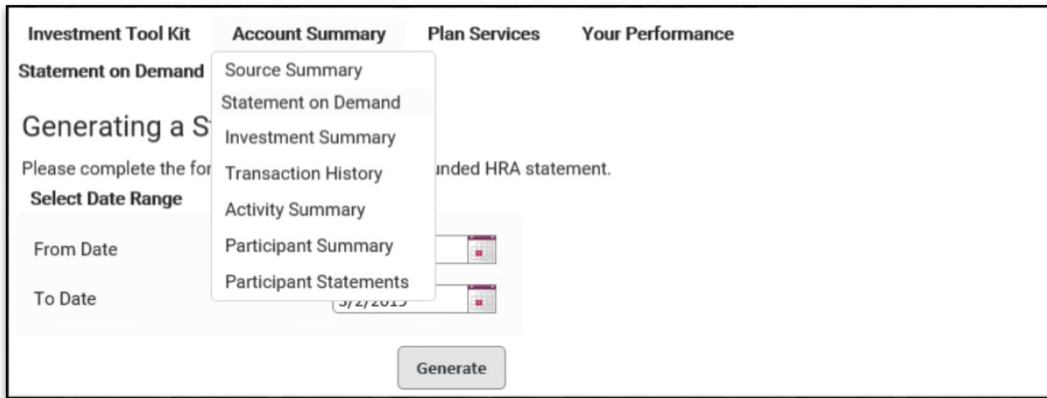 Investment Tool Kit Account Summary Plan Services Your Performance
Statement on Demand
Source Summary
Statement on Demand
Investment Summary
Transaction History
Activity Summary
Participant Summary
Participant Statements
Generating a S
Please complete the for unded HRA statement.
Select Date Range
From Date
To Date
Generate